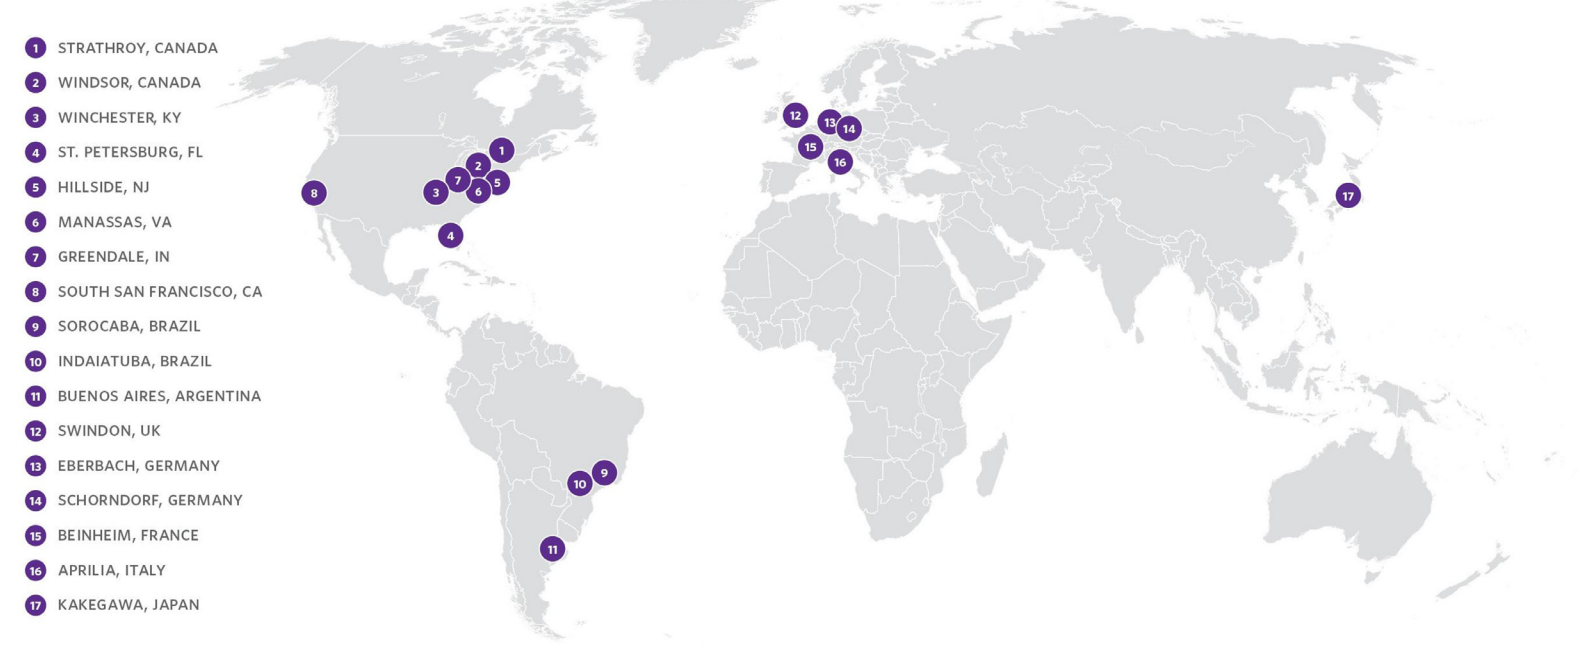 1 STRATHROY, CANADA
2 WINDSOR, CANADA
3 WINCHESTER, KY
4 ST. PETERSBURG, FL
5 HILLSIDE, NJ
6 MANASSAS, VA
7 GREENDALE, IN
8 SOUTH SAN FRANCISCO, CA
9 SOROCABA, BRAZIL
10 INDAIATUBA, BRAZIL
11 BUENOS AIRES, ARGENTINA
12 SWINDON, UK
13 EBERBACH, GERMANY
14 SCHORNDORF, GERMANY
15 BEINHEIM, FRANCE
16 APRILIA, ITALY
17 KAKEGAWA, JAPAN
12
13
14
1
15
2
16
7
5
3
6
8
17
4
9
10
11